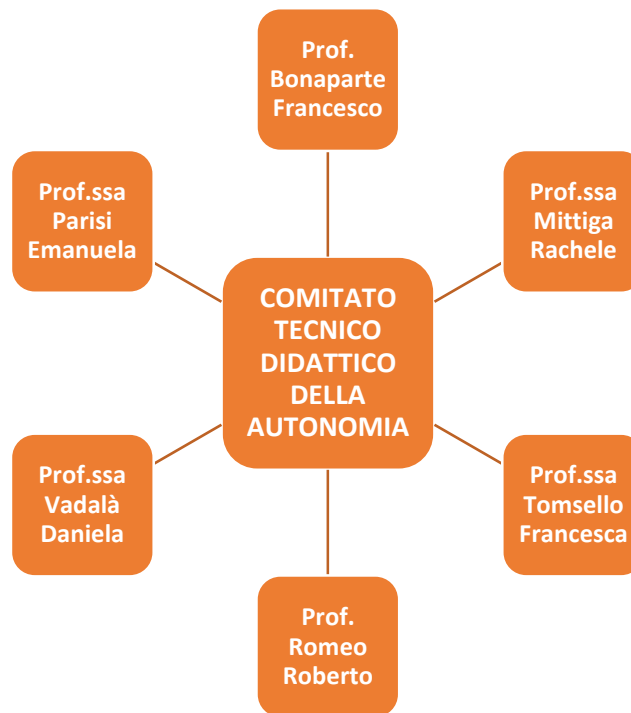 Prof.
Bonaparte
Francesco
Prof.ssa
Parisi
Emanuela
Prof.ssa
Mittiga
Rachele
COMITATO
TECNICO
DIDATTICO
DELLA
AUTONOMIA
Prof.ssa
Vadalà
Daniela
Prof.ssa
Tomsello
Francesca
Prof.
Romeo
Roberto